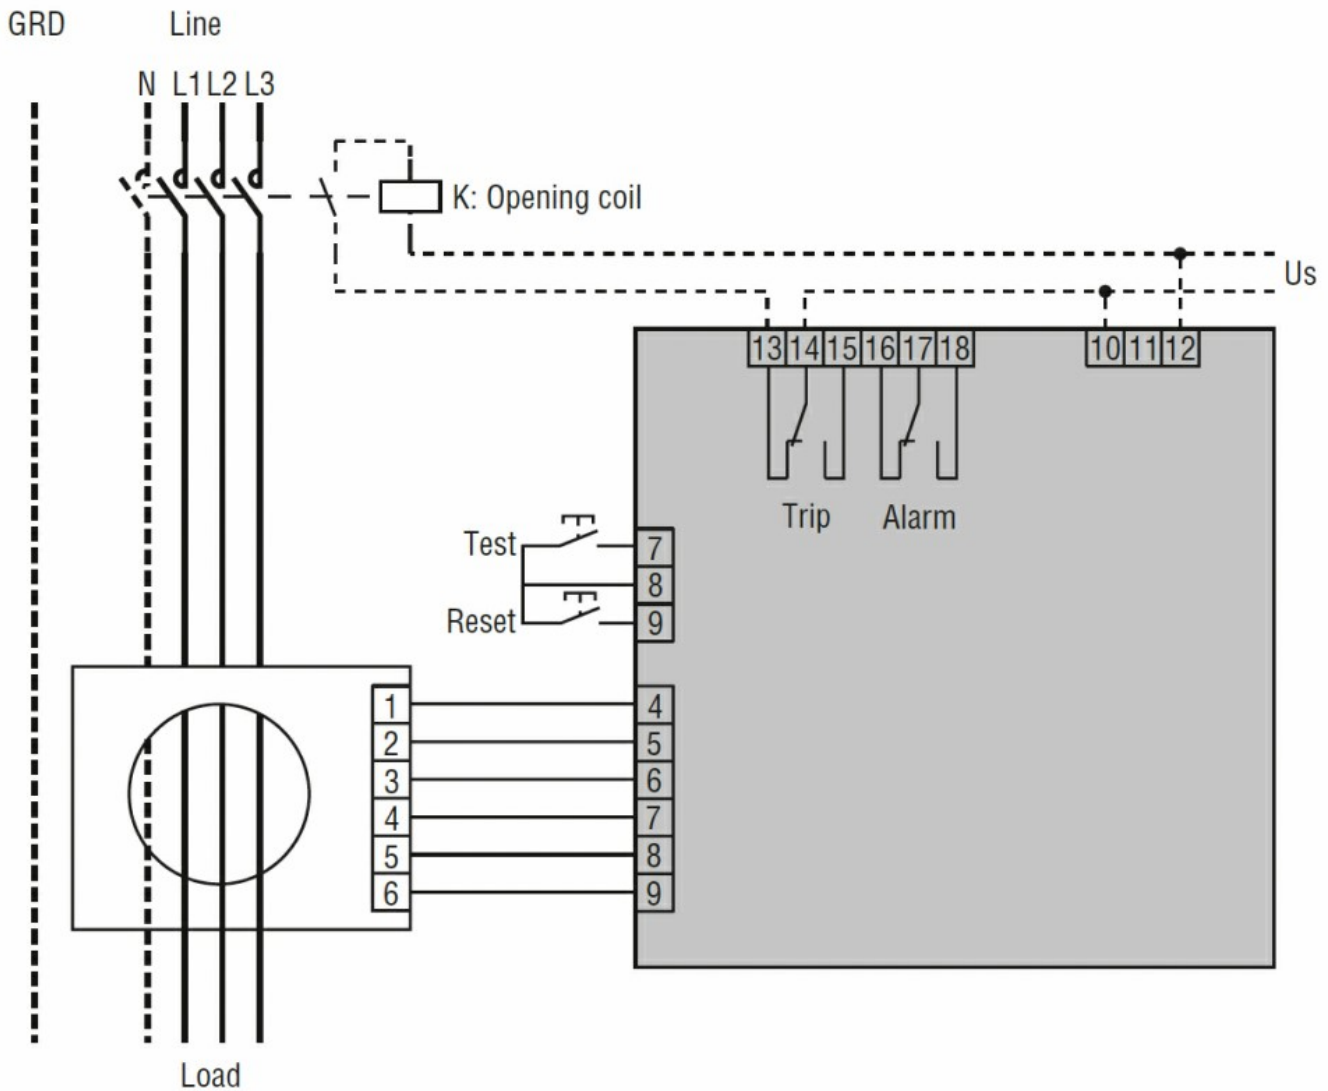 GRD Line
N L1 L2 L3
K: Opening coil
Us
13 14 15 16 17 18 10 11 12
Trip Alarm
Test 7
8
Reset 9
1 4
2 5
3 6
4 7
5 8
6 9
Load